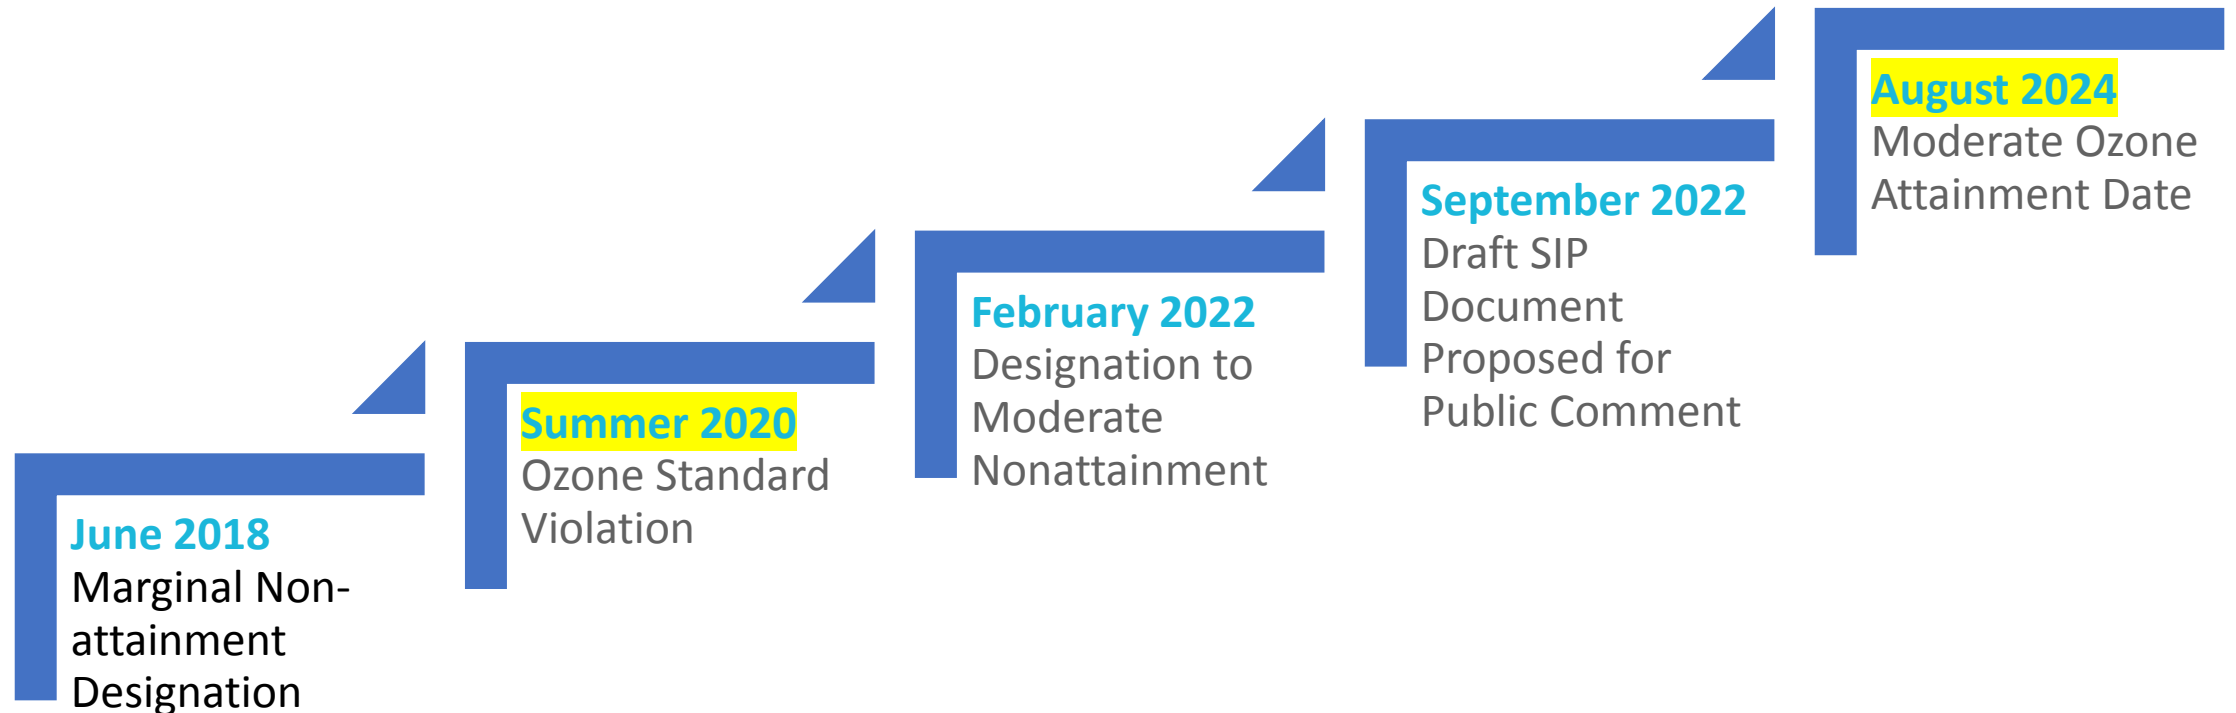 June 2018
Marginal Non-
attainment
Designation
Summer 2020
Ozone Standard
Violation
February 2022
Designation to
Moderate
Nonattainment
September 2022
Draft SIP
Document
Proposed for
Public Comment
August 2024
Moderate Ozone
Attainment Date